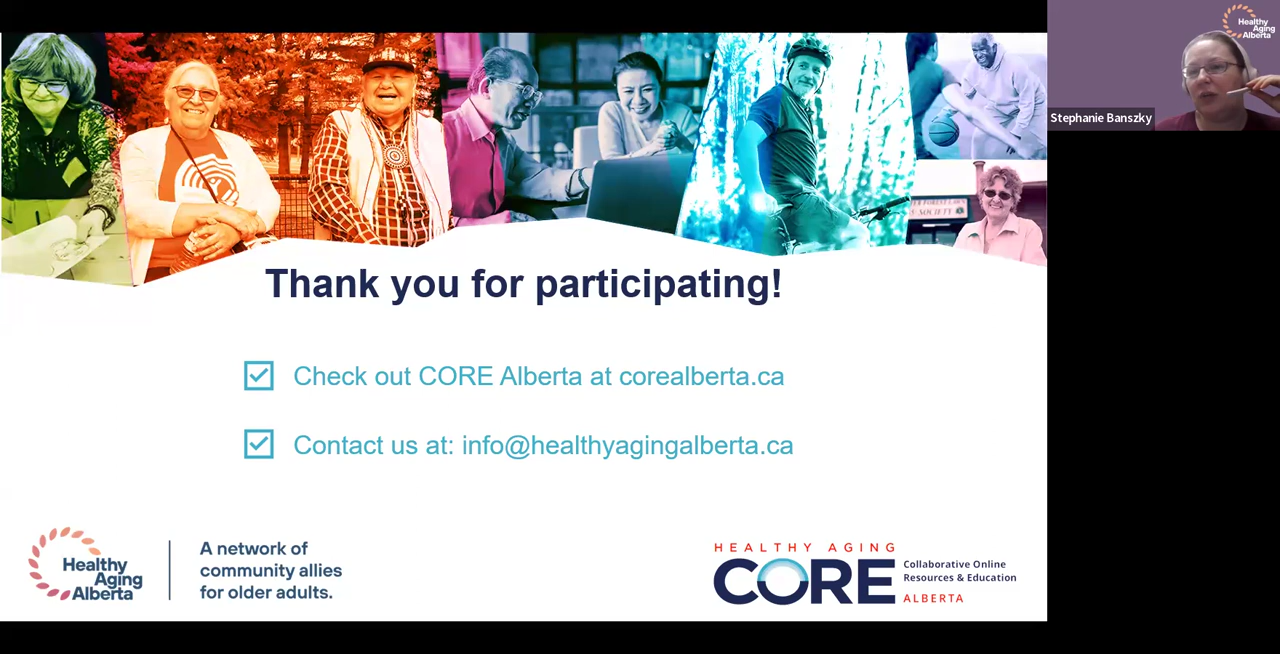 Healthy
Aging
Alberta
Stephanie Banszky
SOCIETY
Thank you for participating!
Check out CORE Alberta at corealberta.ca
Contact us at: info@healthyagingalberta.ca
Healthy
Aging
Alberta
A network of
community allies
for older adults.
HEALTHY AGING
CORE
Collaborative Online
Resources & Education
ALBERTA